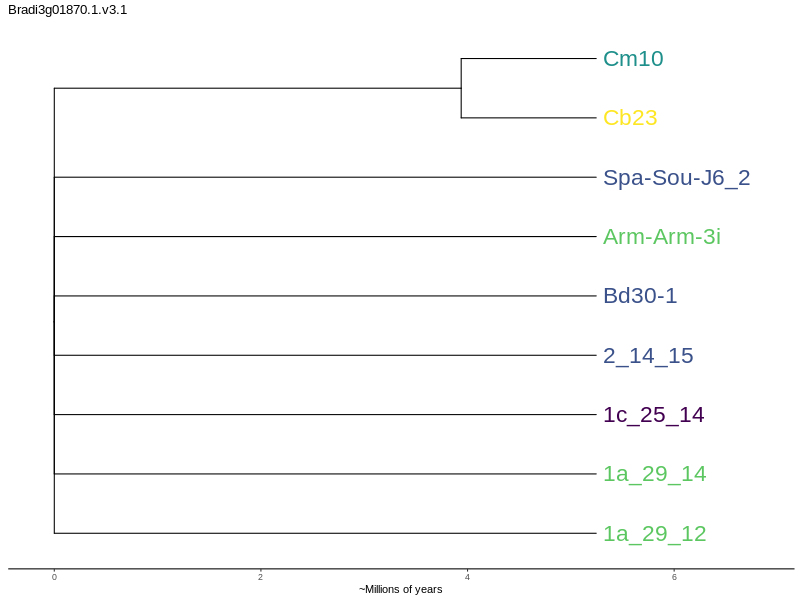 Bradi3g01870.1.v3.1
Cm10
Cb23
Spa-Sou-J6_2
Arm-Arm-3i
Bd30-1
2_14_15
1c_25_14
1a_29_14
1a_29_12
0 2 4 6
~Millions of years